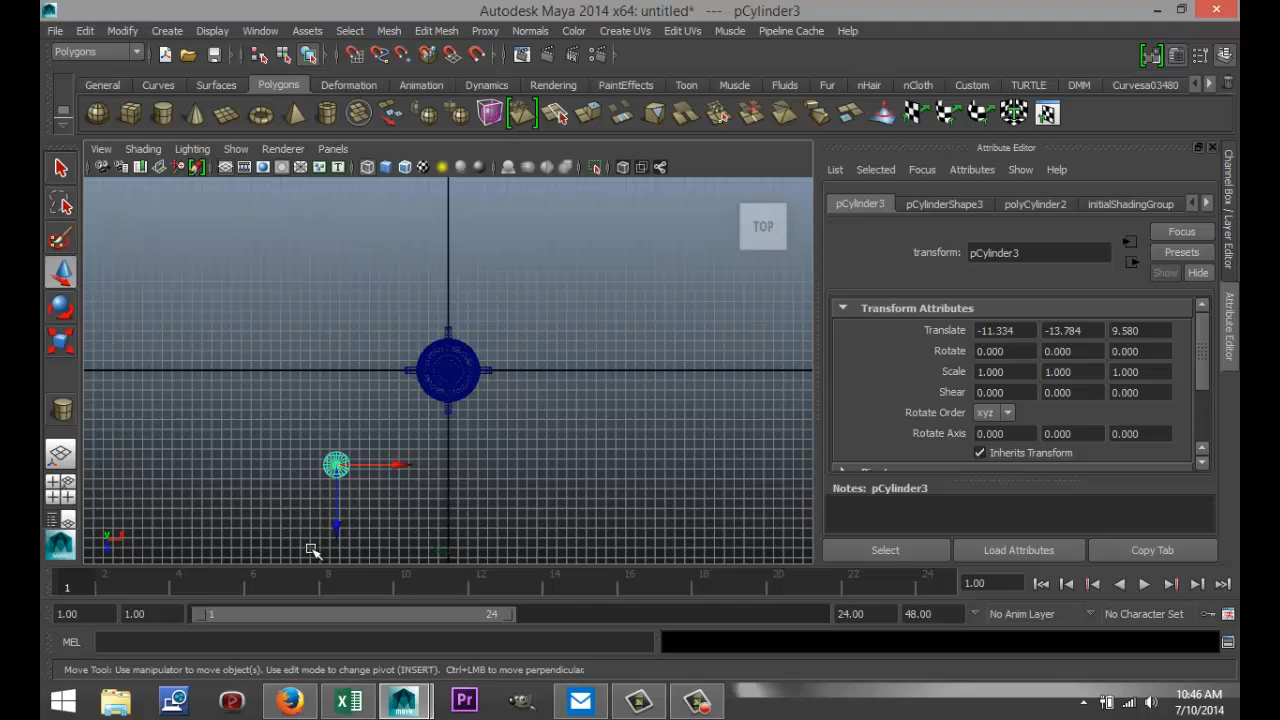 Autodesk Maya 2014 x64: untitled* --- pCylinder3
File Edit Modify Create Display Window Assets Select Mesh Edit Mesh Proxy Normals Color Create UVs Edit UVs Muscle Pipeline Cache Help
Polygons
General Curves Surfaces Polygons Deformation Animation Dynamics Rendering PaintEffects Toon Muscle Fluids Fur nHair nCloth Custom TURTLE DMM Curvesa03480
View Shading Lighting Show Renderer Panels
TOP
Attribute Editor
List Selected Focus Attributes Show Help
pCylinder3 pCylinderShape3 polyCylinder2 initialShadingGroup
Focus
transform: pCylinder3
Presets
Show Hide
Transform Attributes
Translate -11.334 -13.784 9.580
Rotate 0.000 0.000 0.000
Scale 1.000 1.000 1.000
Shear 0.000 0.000 0.000
Rotate Order xyz
Rotate Axis 0.000 0.000 0.000
Inherits Transform
Notes: pCylinder3
Select Load Attributes Copy Tab
Channel Box / Layer Editor
Attribute Editor
y x
2 4 6 8 10 12 14 16 18 20 22 24
1
1.00
1.00 1.00 1 24 24.00 48.00 No Anim Layer No Character Set
MEL
Move Tool: Use manipulator to move object(s). Use edit mode to change pivot (INSERT). Ctrl+LMB to move perpendicular.
Pr
10:46 AM
7/10/2014